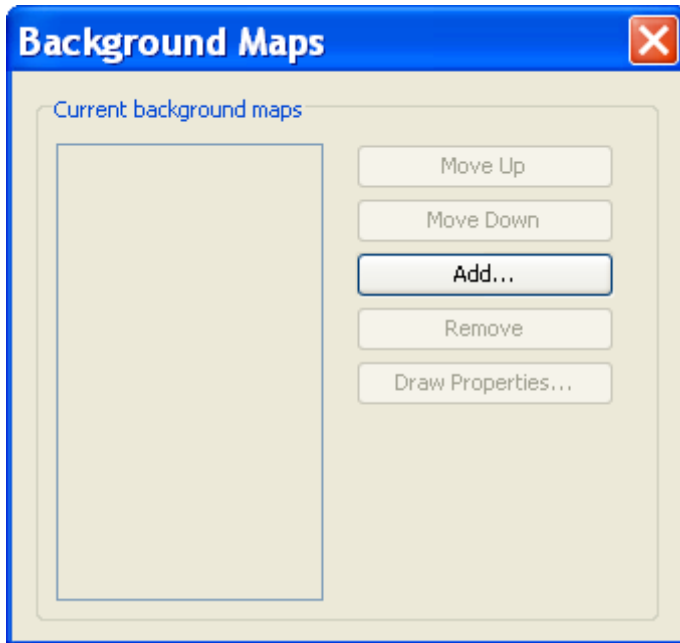 Background Maps
Current background maps
Move Up
Move Down
Add...
Remove
Draw Properties...